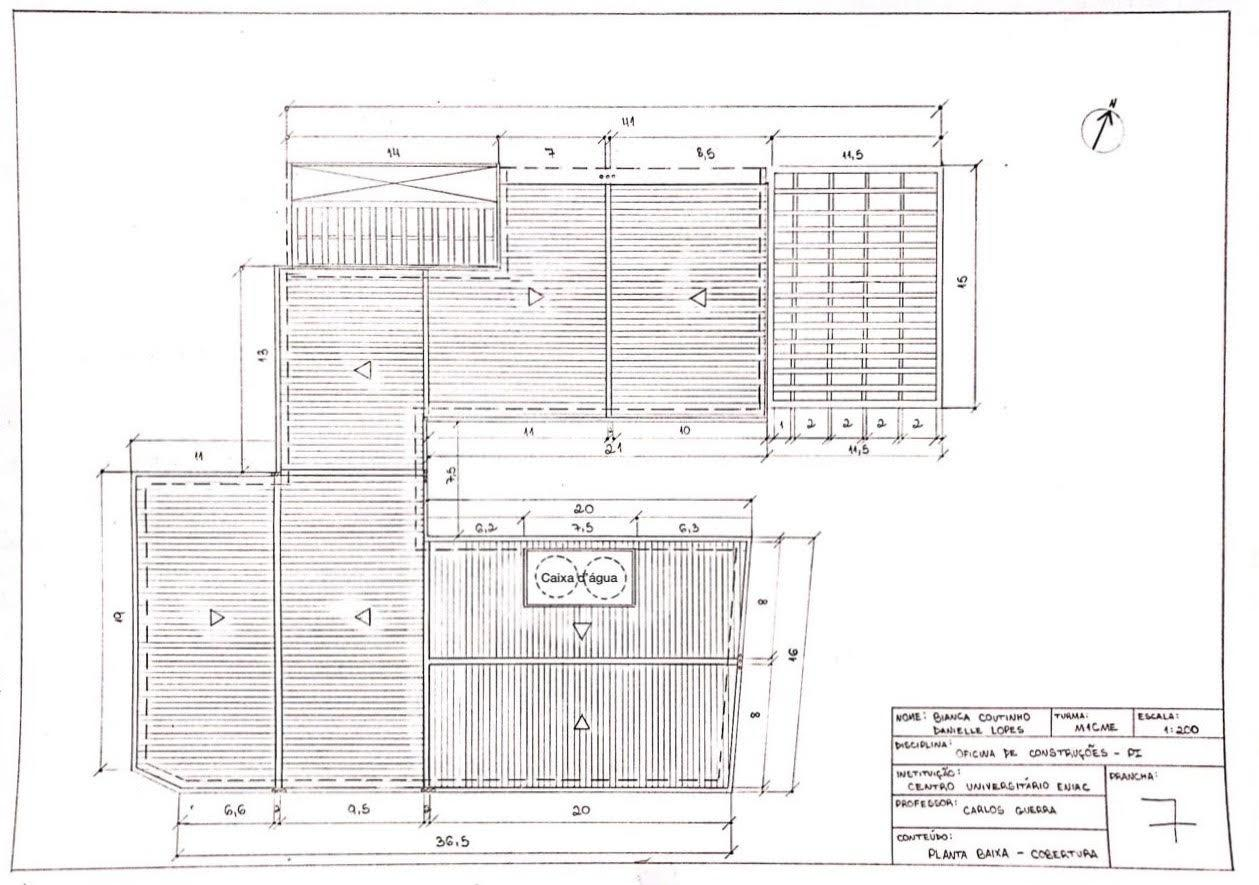 N
41
14
7
8,5
11,5
15
13
11
10
1
2
2
2
2
21
11,5
11
7,5
20
6,2
7,5
6,3
Caixa d'água
19
8
16
8
6,6
9,5
20
36,5
NOME: BIANCA COUTINHO
DANIELLE LOPES
TURMA:
M1CME
ESCALA:
1:200
DISCIPLINA:
OFICINA DE CONSTRUÇÕES - PI
INSTITUIÇÃO:
CENTRO UNIVERSITÁRIO ENIAC
PRANCHA:
7
PROFESSOR: CARLOS GUERRA
CONTEÚDO:
PLANTA BAIXA - COBERTURA